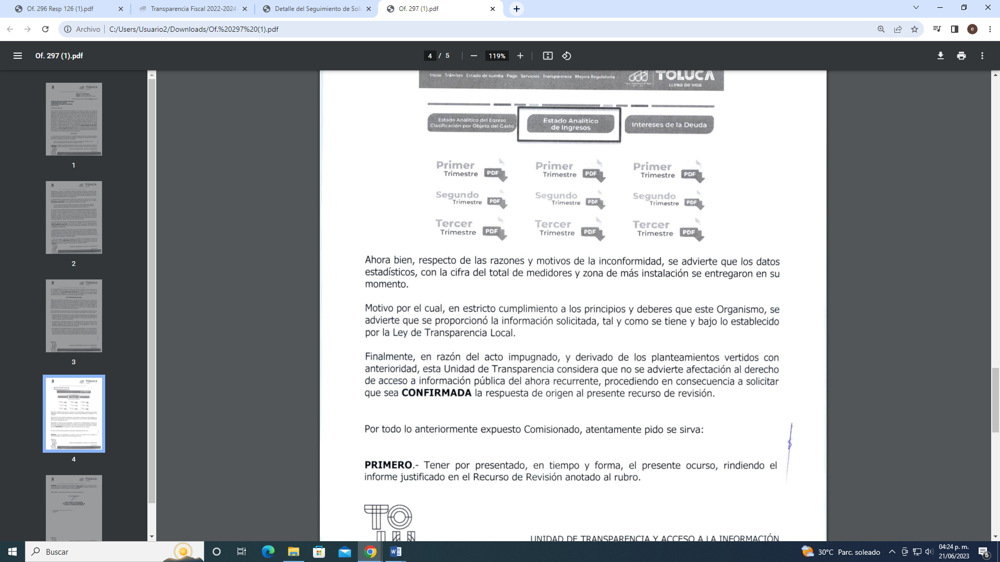 Of. 296 Resp 126 (1).pdf
Transparencia Fiscal 2022-2024
Detalle del Seguimiento de Soli
Of. 297 (1).pdf
Archivo
C:/Users/Usuario2/Downloads/Of.%20297%20(1).pdf
e
Of. 297 (1).pdf
4 / 5
119%
1
2
3
4
Inicio Trámites Estado de cuenta Pago Servicios Transparencia Mejora Regulatoria
TOLUCA
LLENA DE VIDA
Estado Analítico del Egreso
Clasificación por Objeto del Gasto
Estado Analítico
de Ingresos
Intereses de la Deuda
Primer
Trimestre
PDF
Primer
Trimestre
PDF
Primer
Trimestre
PDF
Segundo
Trimestre
PDF
Segundo
Trimestre
PDF
Segundo
Trimestre
PDF
Tercer
Trimestre
PDF
Tercer
Trimestre
PDF
Tercer
Trimestre
PDF
Ahora bien, respecto de las razones y motivos de la inconformidad, se advierte que los datos
estadísticos, con la cifra del total de medidores y zona de más instalación se entregaron en su
momento.
Motivo por el cual, en estricto cumplimiento a los principios y deberes que este Organismo, se
advierte que se proporcionó la información solicitada, tal y como se tiene y bajo lo establecido
por la Ley de Transparencia Local.
Finalmente, en razón del acto impugnado, y derivado de los planteamientos vertidos con
anterioridad, esta Unidad de Transparencia considera que no se advierte afectación al derecho
de acceso a información pública del ahora recurrente, procediendo en consecuencia a solicitar
que sea CONFIRMADA la respuesta de origen al presente recurso de revisión.
Por todo lo anteriormente expuesto Comisionado, atentamente pido se sirva:
PRIMERO.- Tener por presentado, en tiempo y forma, el presente ocurso, rindiendo el
informe justificado en el Recurso de Revisión anotado al rubro.
TO
UNIDAD DE TRANSPARENCIA Y ACCESO A LA INFORMACIÓN
Buscar
30°C Parc. soleado
04:24 p. m.
21/06/2023
6